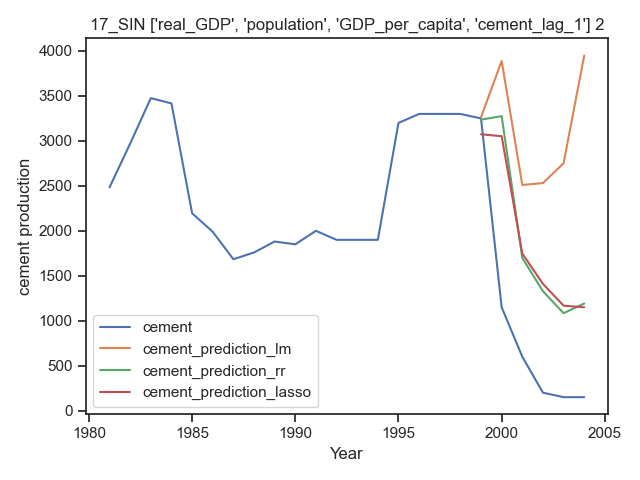 17_SIN ['real_GDP', 'population', 'GDP_per_capita', 'cement_lag_1'] 2
4000
3500
3000
2500
2000
1500
1000
500
0
cement production
cement
cement_prediction_lm
cement_prediction_rr
cement_prediction_lasso
1980 1985 1990 1995 2000 2005
Year